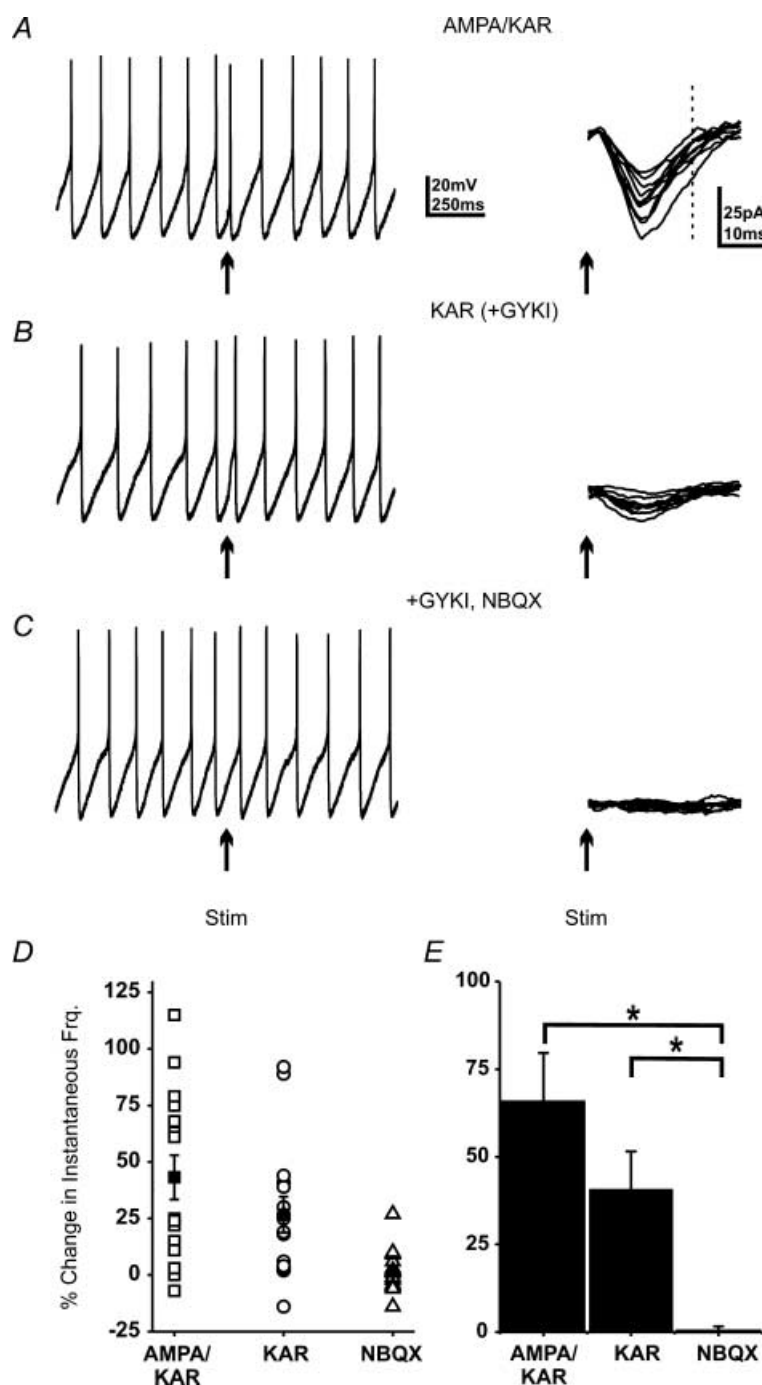 A
AMPA/KAR
20mV
250ms
25pA
10ms
B
KAR (+GYKI)
C
+GYKI, NBQX
Stim
Stim
D
E
% Change in Instantaneous Frq.
125
100
75
50
25
0
-25
AMPA/
KAR
KAR
NBQX
100
75
50
25
0
*
*
AMPA/
KAR
KAR
NBQX